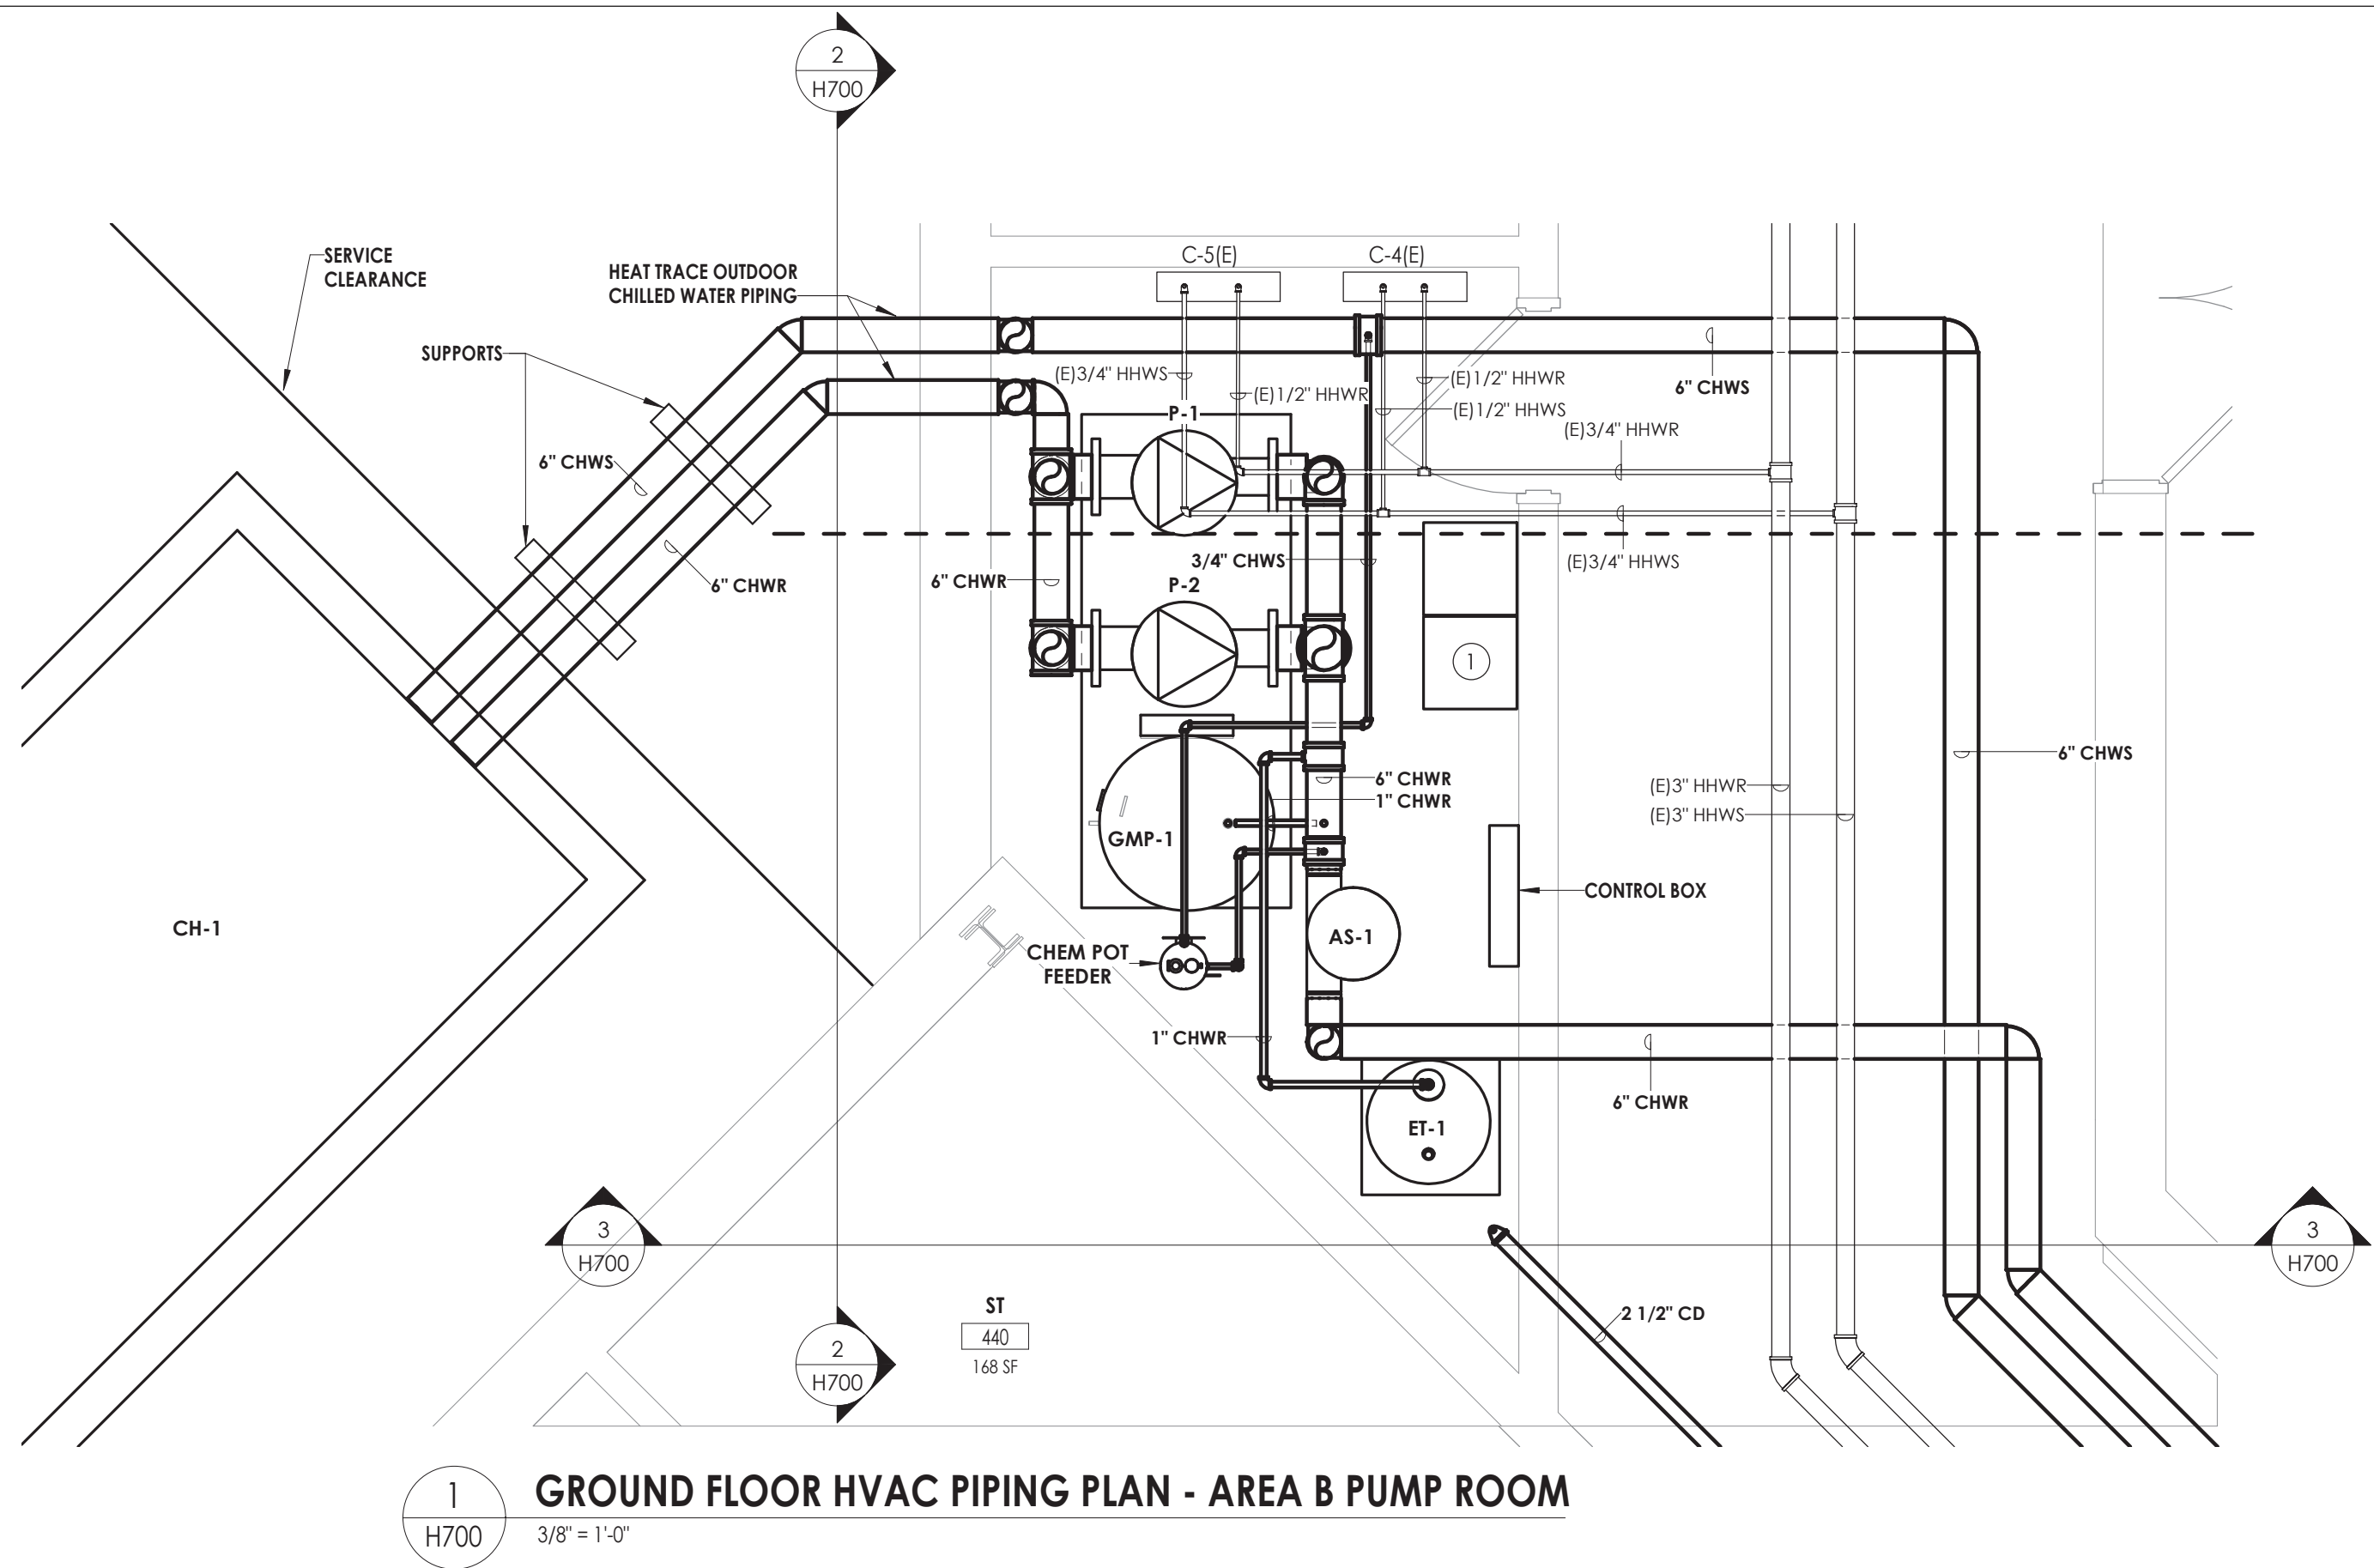 2
H700
SERVICE
CLEARANCE
HEAT TRACE OUTDOOR
CHILLED WATER PIPING
C-5(E)
C-4(E)
SUPPORTS
(E)3/4" HHWS
(E)1/2" HHWR
(E)1/2" HHWR
(E)1/2" HHWS
6" CHWS
P-1
(E)3/4" HHWR
6" CHWS
6" CHWR
6" CHWR
3/4" CHWS
(E)3/4" HHWS
P-2
1
6" CHWS
6" CHWR
1" CHWR
(E)3" HHWR
(E)3" HHWS
GMP-1
CONTROL BOX
CH-1
AS-1
CHEM POT
FEEDER
1" CHWR
6" CHWR
ET-1
3
H700
3
H700
ST
440
168 SF
2 1/2" CD
2
H700
1
H700
GROUND FLOOR HVAC PIPING PLAN - AREA B PUMP ROOM
3/8" = 1'-0"